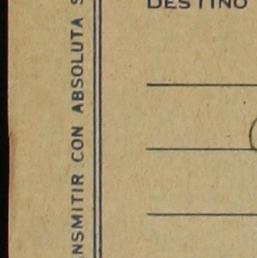 DESTINO
NSMITIR CON ABSOLUTA S